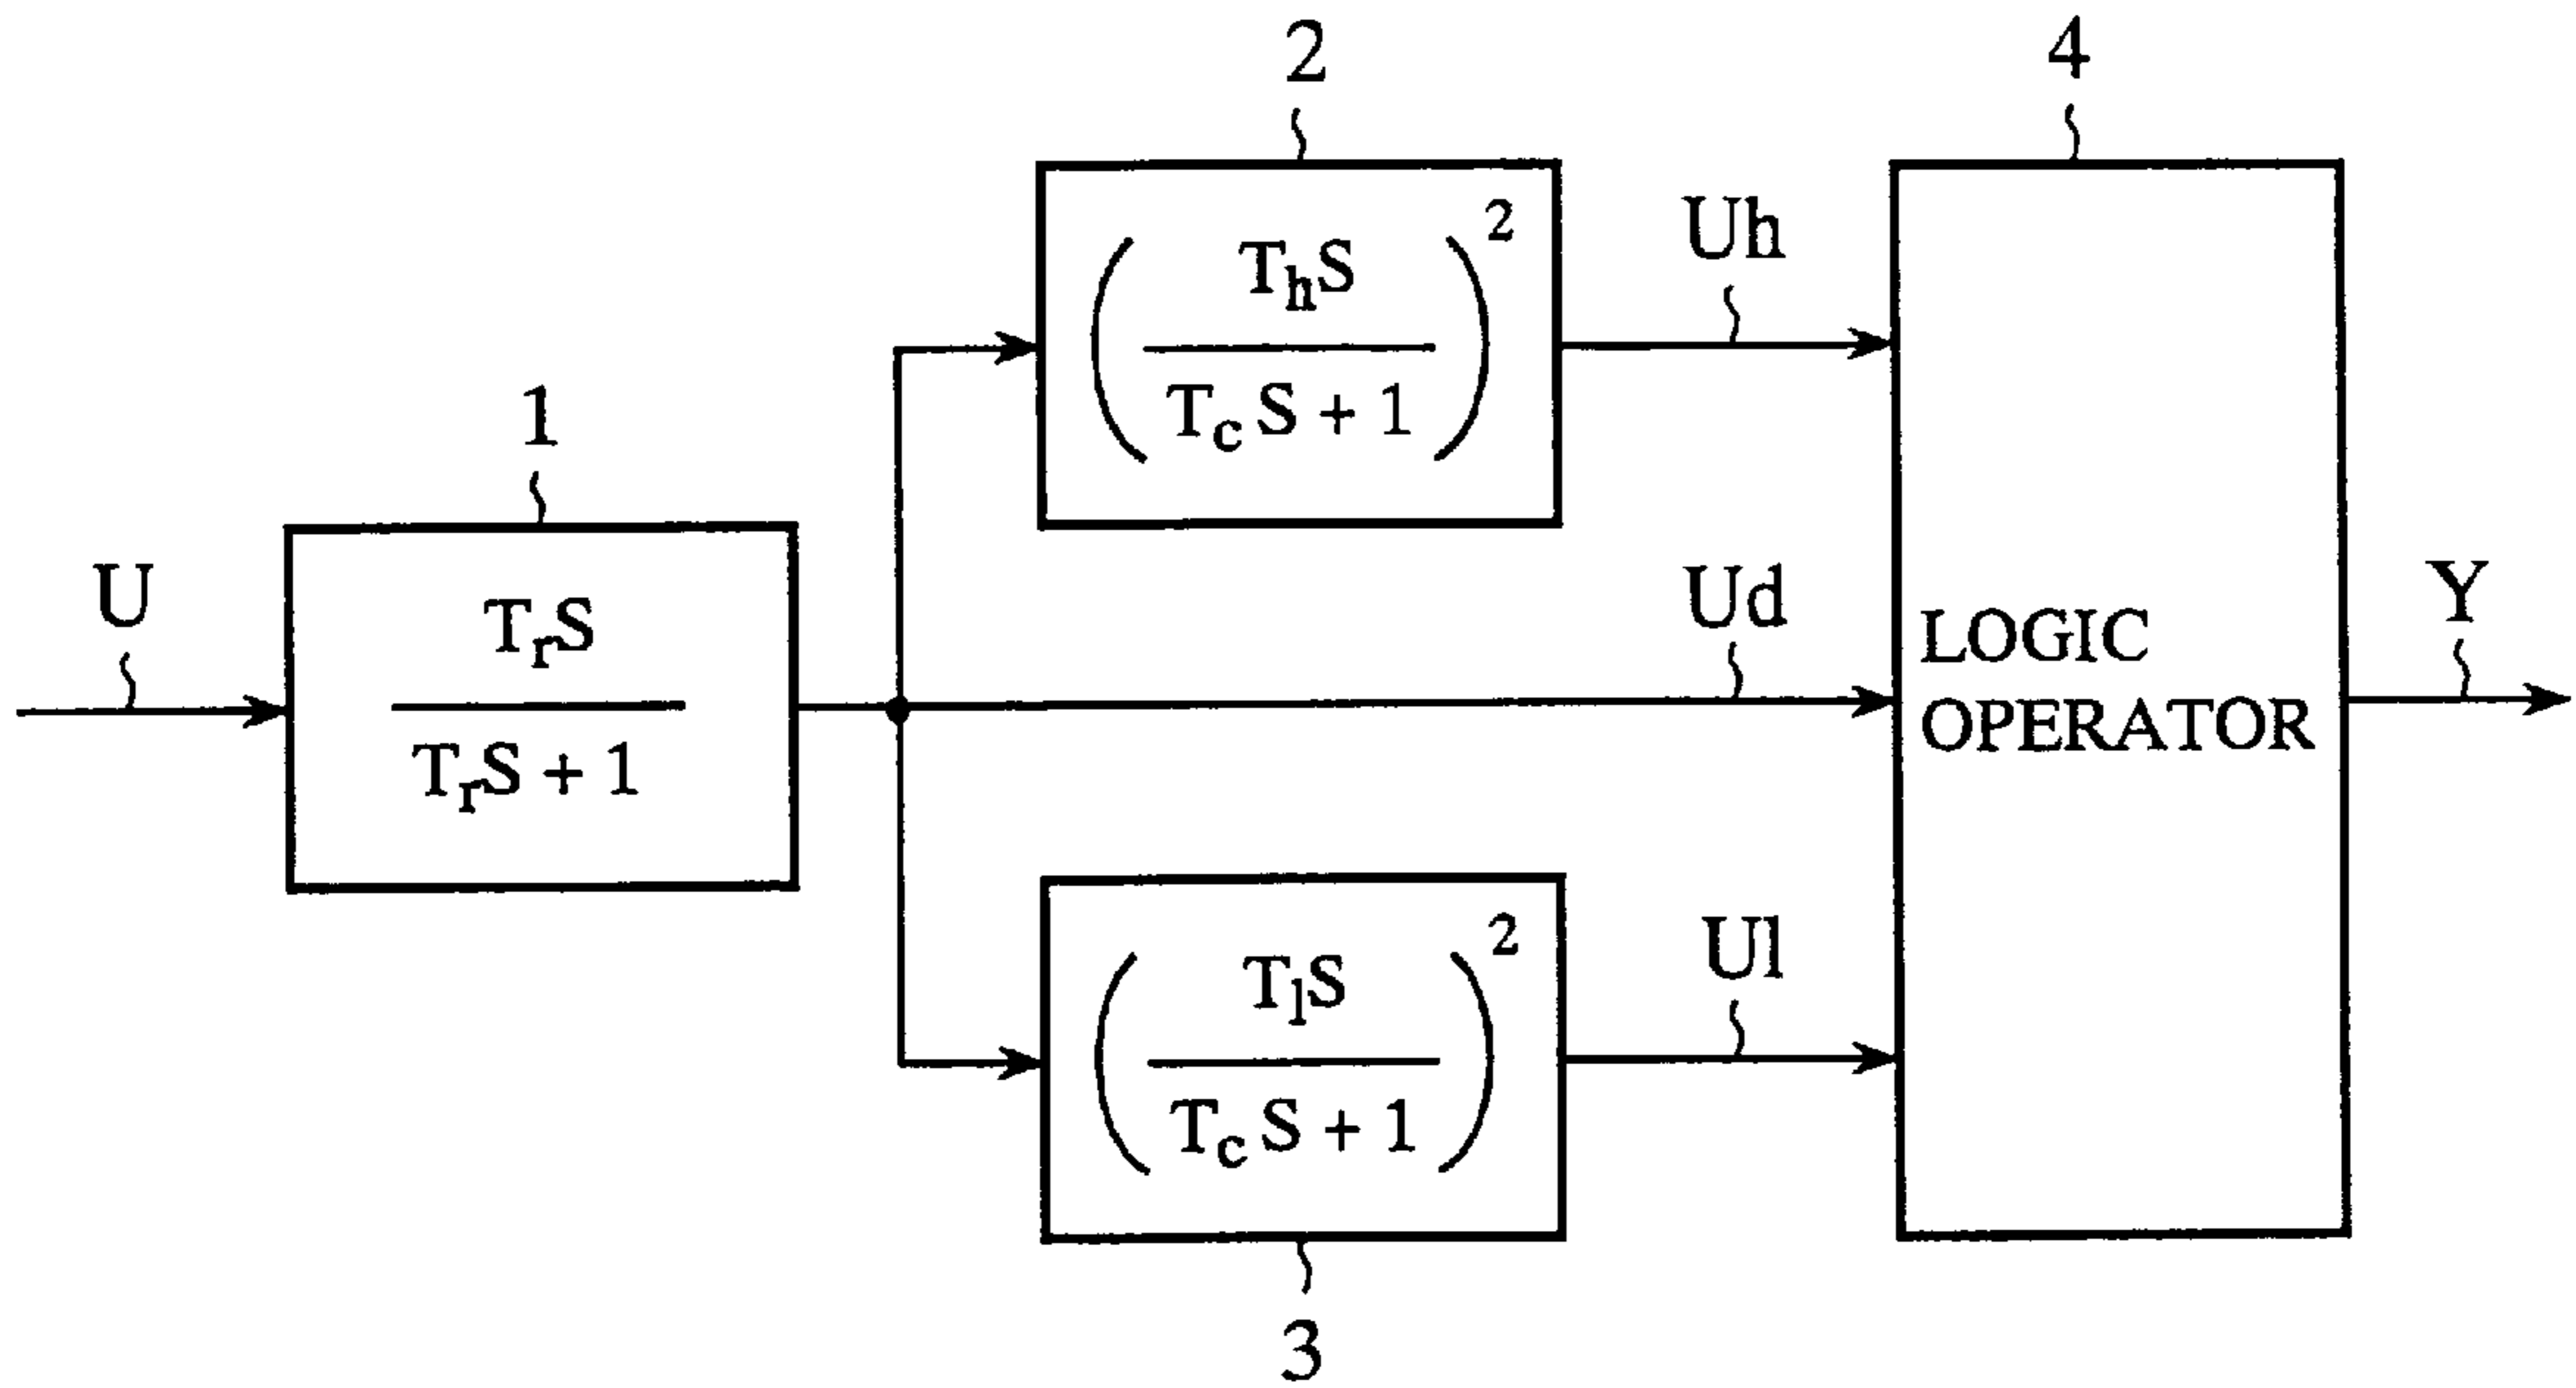 2
4
( ThS / Tc S + 1 )2
Uh
1
U
TrS
TrS + 1
Ud
LOGIC
OPERATOR
Y
( TlS / Tc S + 1 )2
Ul
3